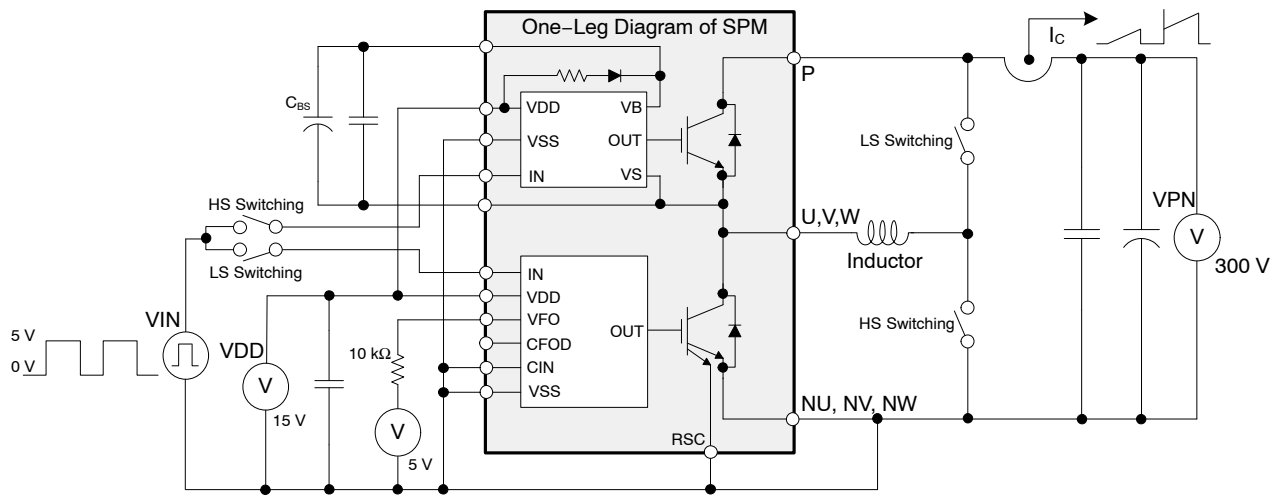 One−Leg Diagram of SPM
I_C
P
C_BS
VDD
VB
VSS
OUT
IN
VS
LS Switching
HS Switching
LS Switching
U,V,W
Inductor
VPN
V
300 V
IN
VDD
VFO
CFOD
CIN
VSS
OUT
HS Switching
VIN
5 V
0 V
VDD
V
15 V
10 kΩ
V
5 V
NU, NV, NW
RSC